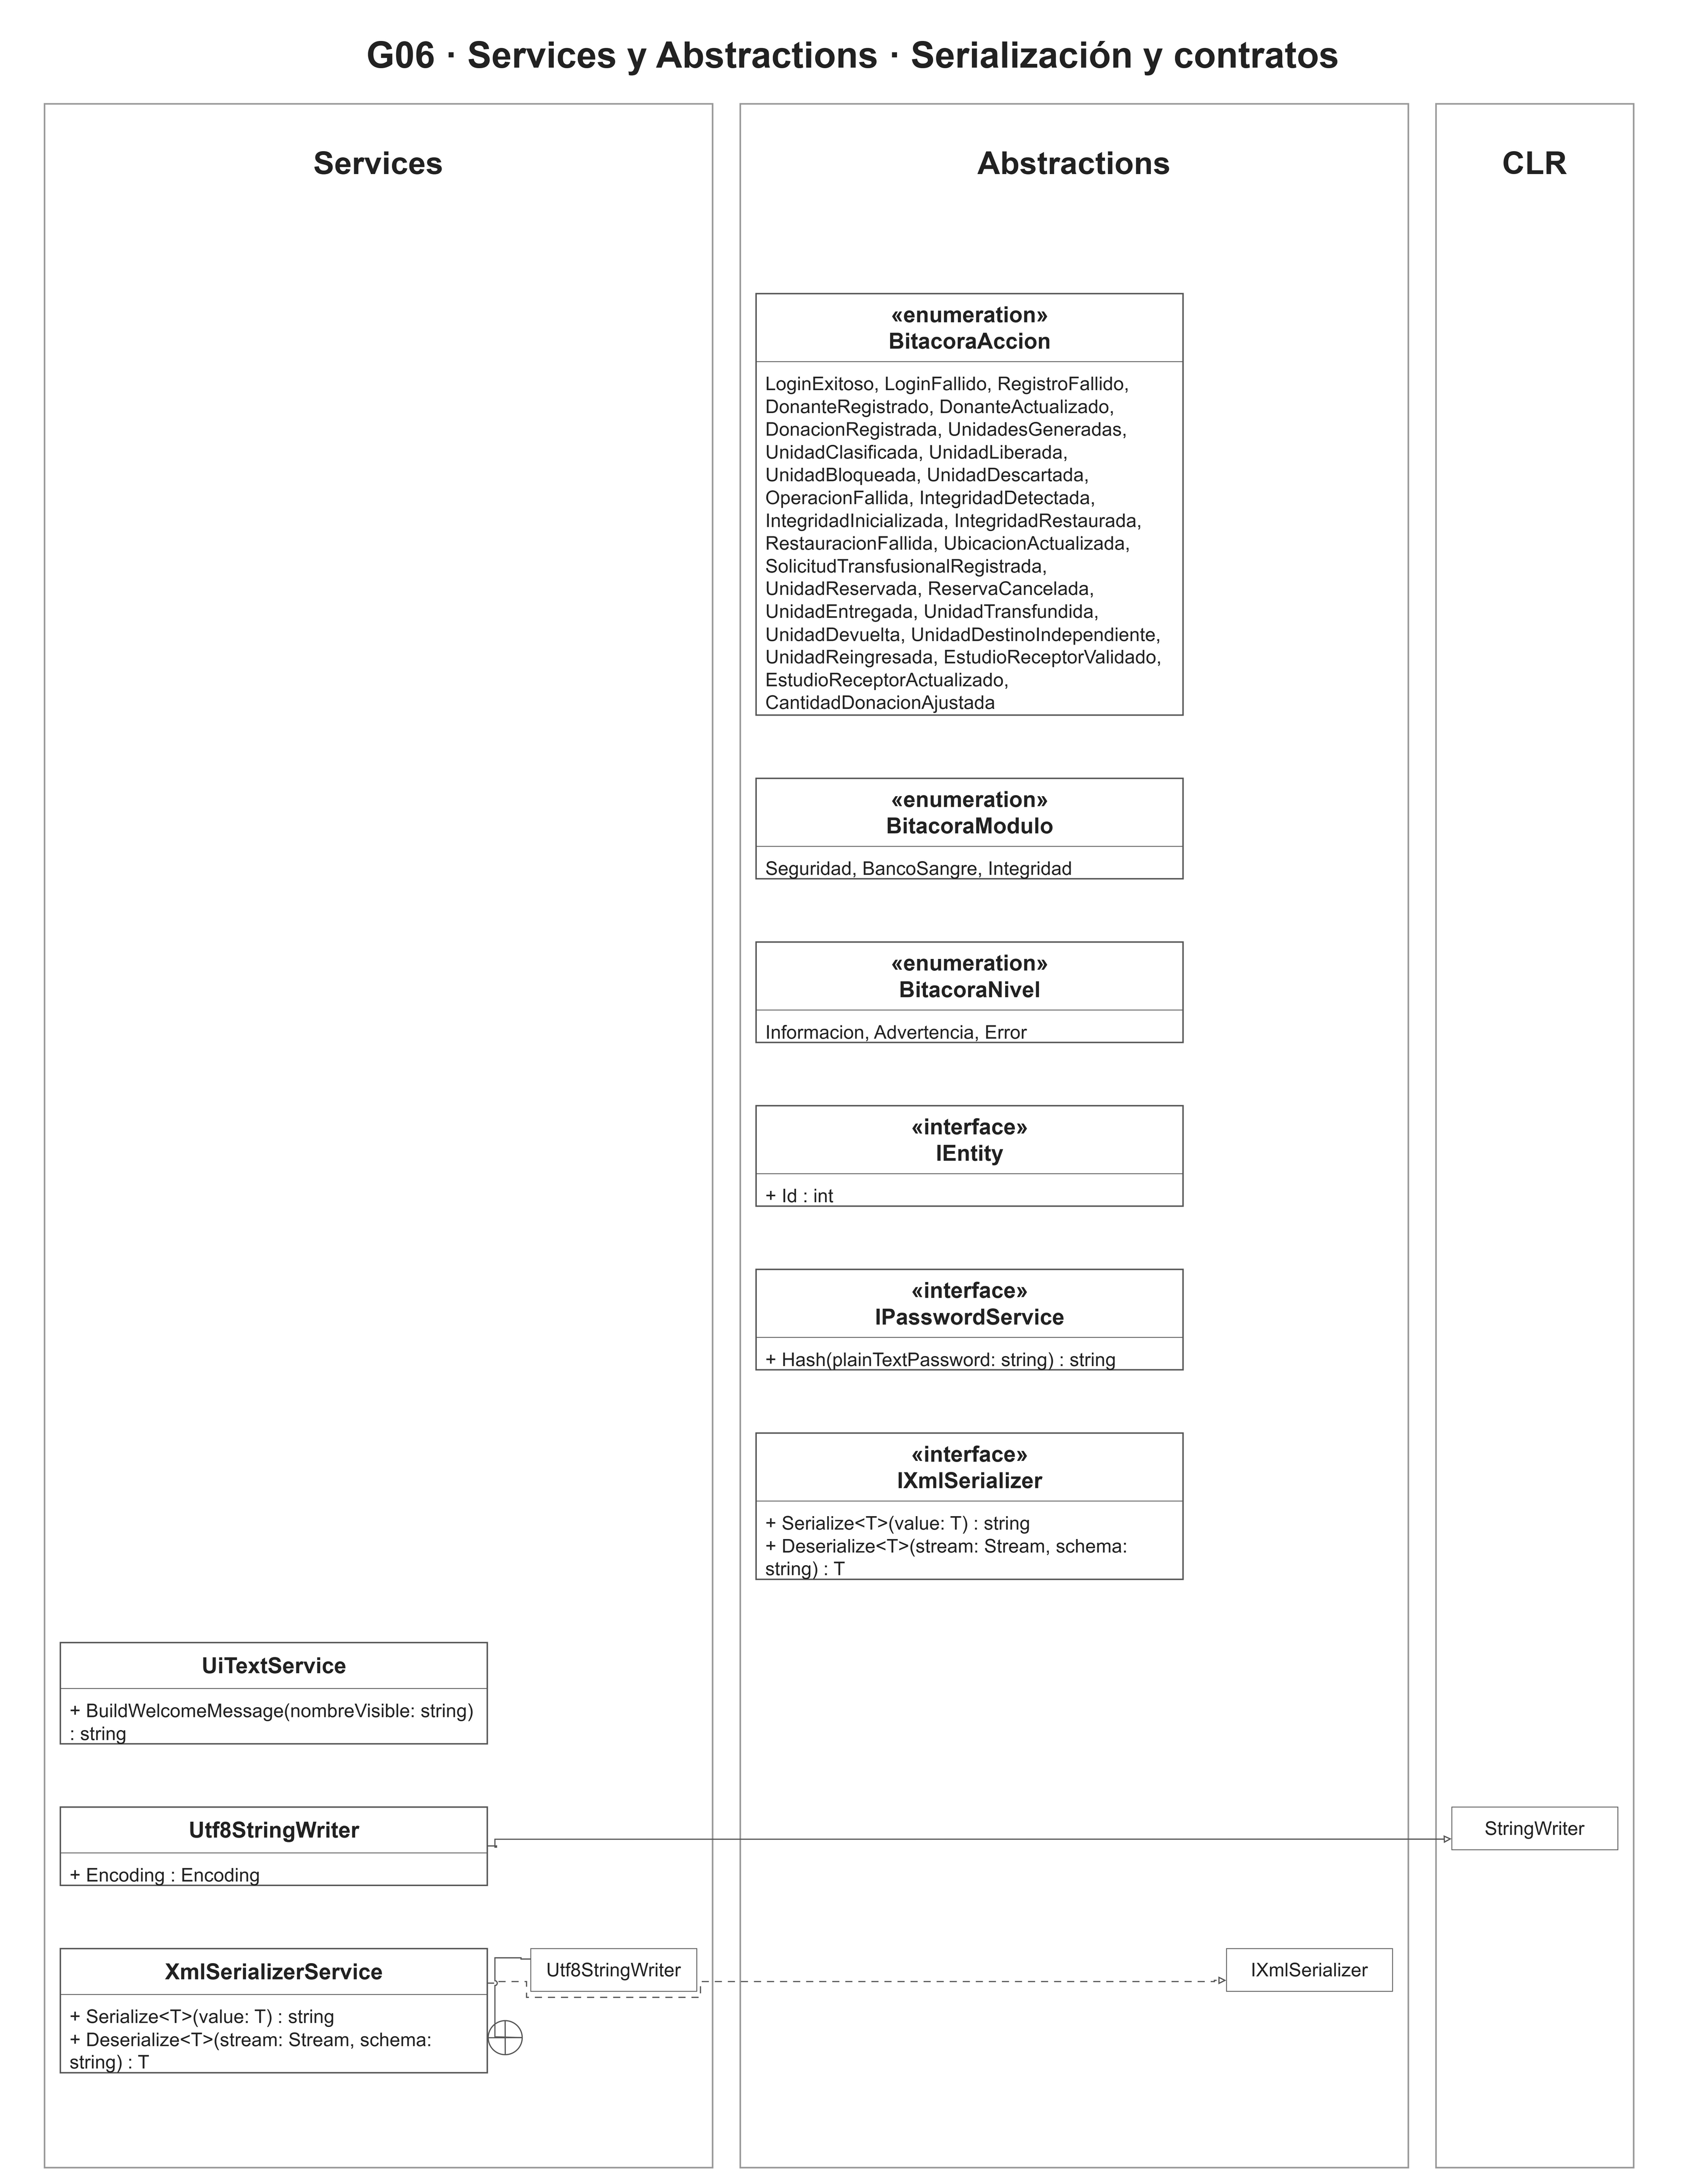 G06 · Services y Abstractions · Serialización y contratos
Services
Abstractions
CLR
«enumeration»
BitacoraAccion
LoginExitoso, LoginFallido, RegistroFallido,
DonanteRegistrado, DonanteActualizado,
DonacionRegistrada, UnidadesGeneradas,
UnidadClasificada, UnidadLiberada,
UnidadBloqueada, UnidadDescartada,
OperacionFallida, IntegridadDetectada,
IntegridadInicializada, IntegridadRestaurada,
RestauracionFallida, UbicacionActualizada,
SolicitudTransfusionalRegistrada,
UnidadReservada, ReservaCancelada,
UnidadEntregada, UnidadTransfundida,
UnidadDevuelta, UnidadDestinoIndependiente,
UnidadReingresada, EstudioReceptorValidado,
EstudioReceptorActualizado,
CantidadDonacionAjustada
«enumeration»
BitacoraModulo
Seguridad, BancoSangre, Integridad
«enumeration»
BitacoraNivel
Informacion, Advertencia, Error
«interface»
IEntity
+ Id : int
«interface»
IPasswordService
+ Hash(plainTextPassword: string) : string
«interface»
IXmlSerializer
+ Serialize<T>(value: T) : string
+ Deserialize<T>(stream: Stream, schema:
string) : T
UiTextService
+ BuildWelcomeMessage(nombreVisible: string)
: string
Utf8StringWriter
+ Encoding : Encoding
StringWriter
XmlSerializerService
+ Serialize<T>(value: T) : string
+ Deserialize<T>(stream: Stream, schema:
string) : T
Utf8StringWriter
IXmlSerializer